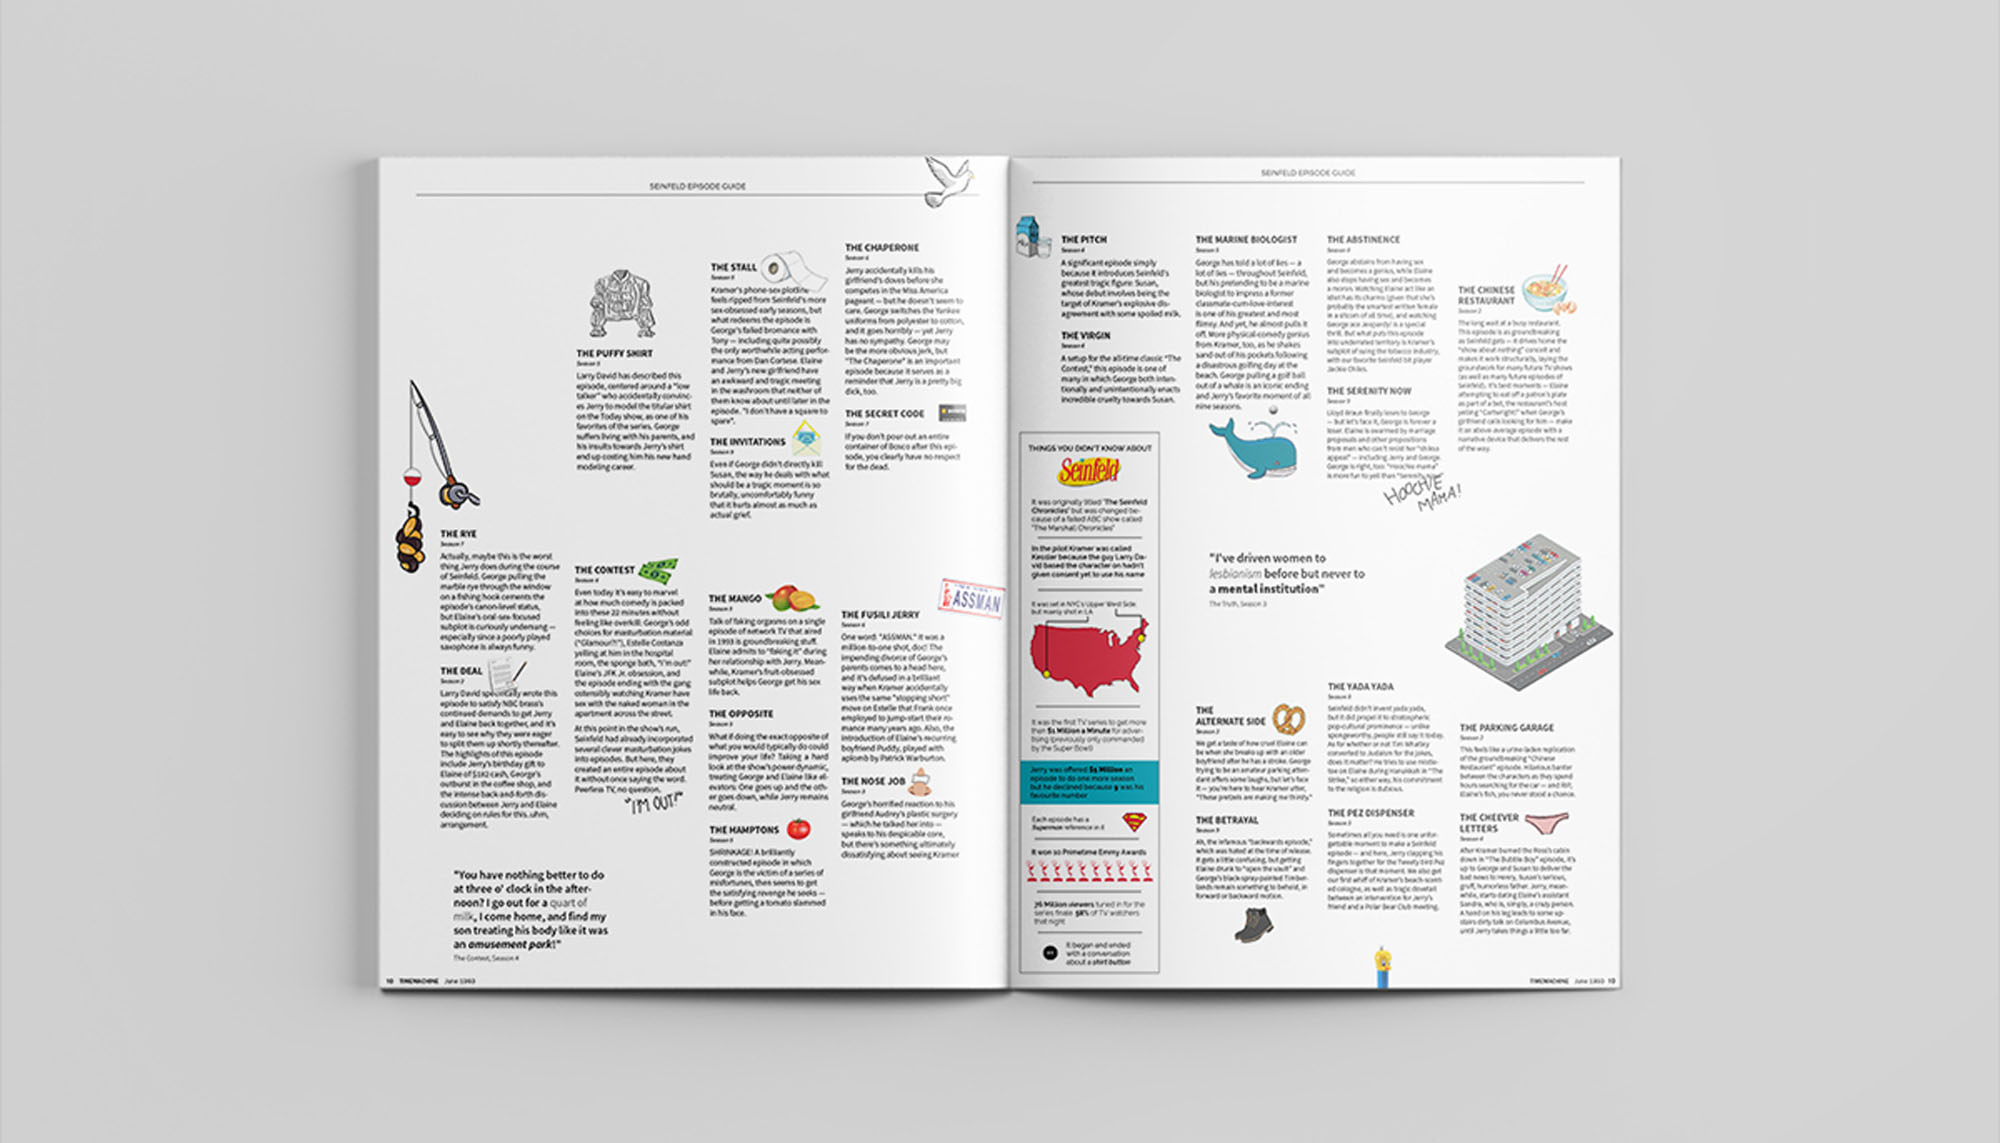 SEINFELD EPISODE GUIDE
THE PUFFY SHIRT
Season 5
Larry David has described this
episode, centered around a "low
talker" who accidentally convinc-
es Jerry to model the titular shirt
on the Today show, as one of his
favorites of the series. George
suffers living with his parents, and
his insults towards Jerry's shirt
end up costing him his new hand
modeling career.
THE RYE
Season 7
Actually, maybe this is the worst
thing Jerry does during the course
of Seinfeld. George pulling the
marble rye through the window
on a fishing hook cements the
episode's canon-level status,
but Elaine's oral-sex-focused
subplot is curiously undersung —
especially since a poorly played
saxophone is always funny.
THE DEAL
Season 2
Larry David specifically wrote this
episode to satisfy NBC brass's
continued demands to get Jerry
and Elaine back together, and it's
easy to see why they were eager
to split them up shortly thereafter.
The highlights of this episode
include Jerry's birthday gift to
Elaine of $182 cash, George's
outburst in the coffee shop, and
the intense back-and-forth dis-
cussion between Jerry and Elaine
deciding on rules for this..uhm,
arrangement.
"You have nothing better to do
at three o' clock in the after-
noon? I go out for a quart of
milk, I come home, and find my
son treating his body like it was
an amusement park!"
The Contest, Season 4
THE CONTEST
Season 4
Even today it's easy to marvel
at how much comedy is packed
into these 22 minutes without
feeling like overkill. George's odd
choices for masturbation material
("Glamour?!"), Estelle Costanza
yelling at him in the hospital
room, the sponge bath, "I'm out!"
Elaine's JFK Jr. obsession, and
the episode ending with the gang
ostensibly watching Kramer have
sex with the naked woman in the
apartment across the street.
At this point in the show's run,
Seinfeld had already incorporated
several clever masturbation jokes
into episodes. But here, they
created an entire episode about
it without once saying the word.
Peerless TV, no question.
"I'M OUT!"
THE STALL
Season 5
Kramer's phone-sex plotline
feels ripped from Seinfeld's more
sex-obsessed early seasons, but
what redeems the episode is
George's failed bromance with
Tony — including quite possibly
the only worthwhile acting perfor-
mance from Dan Cortese. Elaine
and Jerry's new girlfriend have
an awkward and tragic meeting
in the washroom that neither of
them know about until later in the
episode. "I don't have a square to
spare".
THE INVITATIONS
Even if George didn't directly kill
Susan, the way he deals with what
should be a tragic moment is so
brutally, uncomfortably funny
that it hurts almost as much as
actual grief.
THE MANGO
Season 5
Talk of faking orgasms on a single
episode of network TV that aired
in 1993 is groundbreaking stuff.
Elaine admits to "faking it" during
her relationship with Jerry. Mean-
while, Kramer's fruit-obsessed
subplot helps George get his sex
life back.
THE OPPOSITE
Season 5
What if doing the exact opposite of
what you would typically do could
improve your life? Taking a hard
look at the show's power dynamic,
treating George and Elaine like el-
evators: One goes up and the oth-
er goes down, while Jerry remains
neutral.
THE HAMPTONS
Season 5
SHRINKAGE! A brilliantly
constructed episode in which
George is the victim of a series of
misfortunes, then seems to get
the satisfying revenge he seeks —
before getting a tomato slammed
in his face.
THE CHAPERONE
Season 6
Jerry accidentally kills his
girlfriend's doves before she
competes in the Miss America
pageant — but he doesn't seem to
care. George switches the Yankee
uniforms from polyester to cotton,
and it goes horribly — yet Jerry
has no sympathy. George may
be the more obvious jerk, but
"The Chaperone" is an important
episode because it serves as a
reminder that Jerry is a pretty big
dick, too.
THE SECRET CODE
Season 7
If you don't pour out an entire
container of Bosco after this epi-
sode, you clearly have no respect
for the dead.
ASSMAN
THE FUSILI JERRY
Season 6
One word: "ASSMAN." It was a
million-to-one shot, doc! The
impending divorce of George's
parents comes to a head here,
and it's defused in a brilliant
way when Kramer accidentally
uses the same "stopping short"
move on Estelle that Frank once
employed to jump-start their ro-
mance many years ago. Also, the
introduction of Elaine's recurring
boyfriend Puddy, played with
aplomb by Patrick Warburton.
THE NOSE JOB
Season 3
George's horrified reaction to his
girlfriend Audrey's plastic surgery
— which he talked her into —
speaks to his despicable core,
but there's something ultimately
dissatisfying about seeing Kramer
TIMEMACHINE June 1993
SEINFELD EPISODE GUIDE
THE PITCH
Season 4
A significant episode simply
because it introduces Seinfeld's
greatest tragic figure: Susan,
whose debut involves being the
target of Kramer's explosive dis-
agreement with some spoiled milk.
THE VIRGIN
Season 4
A setup for the all-time classic "The
Contest," this episode is one of
many in which George both inten-
tionally and unintentionally enacts
incredible cruelty towards Susan.
THINGS YOU DIDN'T KNOW ABOUT
Seinfeld
It was originally titled 'The Seinfeld
Chronicles' but was changed be-
cause of a failed ABC show called
'The Marshall Chronicles'
In the pilot Kramer was called
Kessler because the guy Larry Da-
vid based the character on hadn't
given consent yet to use his name
It was set in NYC's Upper West Side,
but mainly shot in LA
It was the first TV series to get more
then $1 Million a Minute for adver-
tising (previously only commanded
by the Super Bowl)
Jerry was offered $5 Million an
episode to do one more season
but he declined because 9 was his
favourite number
Each episode has a
Superman reference in it
It won 10 Primetime Emmy Awards
76 Million viewers tuned in for the
series finale 58% of TV watchers
that night
It began and ended
with a conversation
about a shirt button
THE MARINE BIOLOGIST
Season 5
George has told a lot of lies — a
lot of lies — throughout Seinfeld,
but his pretending to be a marine
biologist to impress a former
classmate-cum-love-interest
is one of his greatest and most
flimsy. And yet, he almost pulls it
off. More physical-comedy genius
from Kramer, too, as he shakes
sand out of his pockets following
a disastrous golfing day at the
beach. George pulling a golf ball
out of a whale is an iconic ending
and Jerry's favorite moment of all
nine seasons.
THE ABSTINENCE
George abstains from having sex
and becomes a genius, while Elaine
also stops having sex and becomes
a moron. Watching Elaine act like an
idiot has its charms (given that she's
probably the smartest written female
in a sitcom of all time), and watching
George ace Jeopardy! is a special
thrill. But what puts this episode
into underrated territory is Kramer's
subplot of suing the tobacco industry,
with our favorite Seinfeld bit player
Jackie Chiles.
THE SERENITY NOW
Lloyd Braun finally loses to George
— but let's face it, George is forever a
loser. Elaine is swarmed by marriage
proposals and other propositions
from men who can't resist her "shiksa
appeal" — including Jerry and George.
George is right, too: "Hoochie mama"
is more fun to yell than "Serenity now"
HOOCHIE
MAMA!
THE CHINESE
RESTAURANT
Season 2
The long wait at a busy restaurant.
This episode is as groundbreaking
as Seinfeld gets — it drives home the
"show about nothing" conceit and
makes it work structurally, laying the
groundwork for many future TV shows
(as well as many future episodes of
Seinfeld). It's best moments — Elaine
attempting to eat off a patron's plate
as part of a bet, the restaurant's host
yelling "Cartwright!" when George's
girlfriend calls looking for him — make
it an above-average episode with a
narrative device that delivers the rest
of the way.
"I've driven women to
lesbianism before but never to
a mental institution"
The Truth, Season 3
THE
ALTERNATE SIDE
We get a taste of how cruel Elaine can
be when she breaks up with an older
boyfriend after he has a stroke. George
trying to be an amateur parking atten-
dant offers some laughs, but let's face
it — you're here to hear Kramer utter,
"These pretzels are making me thirsty."
THE BETRAYAL
Season 9
Ah, the infamous "backwards episode,"
which was hated at the time of release.
It gets a little confusing, but getting
Elaine drunk to "open the vault" and
George's black spray-painted Timber-
lands remain something to behold, in
forward or backward motion.
THE YADA YADA
Seinfeld didn't invent yada yada,
but it did propel it to stratospheric
pop-cultural prominence — unlike
spongeworthy, people still say it today.
As for whether or not Tim Whatley
converted to Judaism for the jokes,
does it matter? He tries to use mistle-
toe on Elaine during Hanukkah in "The
Strike," so either way, his commitment
to the religion is dubious.
THE PEZ DISPENSER
Season 3
Sometimes all you need is one unfor-
gettable moment to make a Seinfeld
episode — and here, Jerry clapping his
fingers together for the Tweety Bird Pez
dispenser is that moment. We also get
our first whiff of Kramer's beach-scent-
ed cologne, as well as tragic dovetail
between an intervention for Jerry's
friend and a Polar Bear Club meeting.
THE PARKING GARAGE
This feels like a urine-laden replication
of the groundbreaking "Chinese
Restaurant" episode. Hilarious banter
between the characters as they spend
hours searching for the car — and RIP,
Elaine's fish, you never stood a chance.
THE CHEEVER
LETTERS
Season 4
After Kramer burned the Ross's cabin
down in "The Bubble Boy" episode, it's
up to George and Susan to deliver the
bad news to Henry, Susan's serious,
gruff, humorless father. Jerry, mean-
while, starts dating Elaine's assistant
Sandra, who is, simply, a crazy person.
A hand on his leg leads to some up-
stairs dirty talk on Columbus Avenue,
until Jerry takes things a little too far.
TIMEMACHINE June 1993